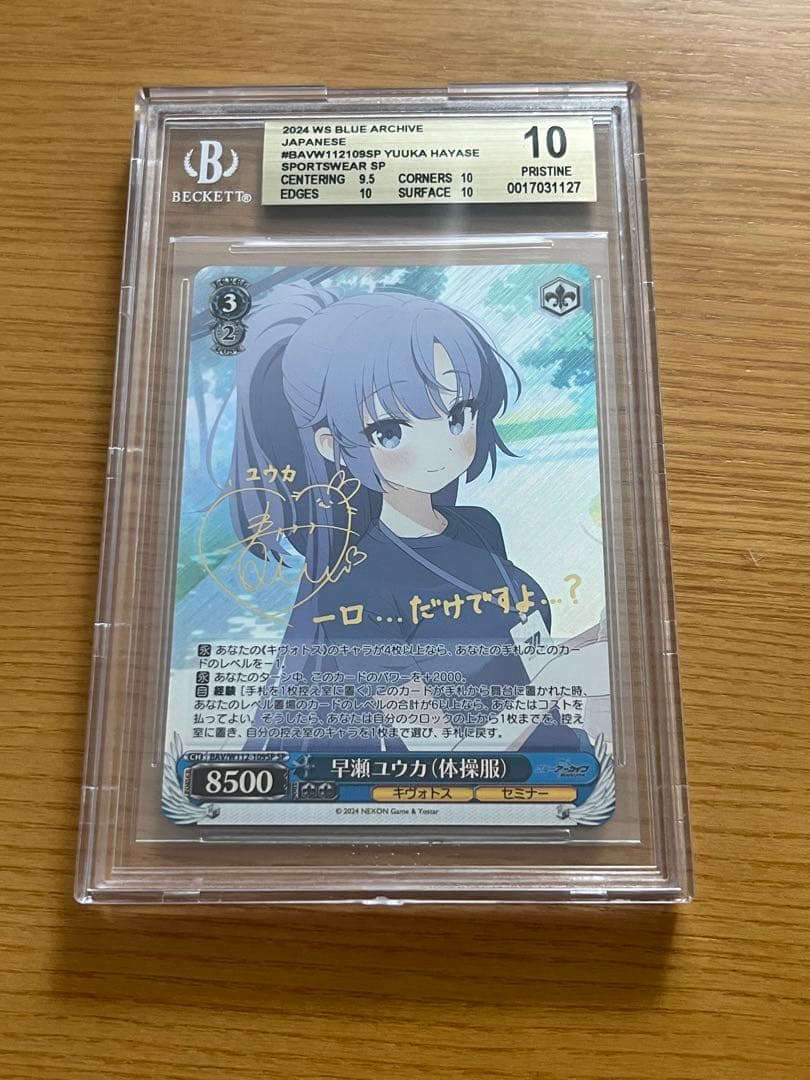 BECKETT®
2024 WS BLUE ARCHIVE
JAPANESE
#BAVW112109SP YUUKA HAYASE
SPORTSWEAR SP
CENTERING 9.5 CORNERS 10
EDGES 10 SURFACE 10
10
PRISTINE
0017031127
3
2
ユウカ
一口…だけですよ…?
永 あなたの《キヴォトス》のキャラが4枚以上なら、あなたの手札のこのカー
ドのレベルを-1。
永 あなたのターン中、このカードのパワーを+2000。
自 経験 [手札を1枚控え室に置く] このカードが手札から舞台に置かれた時、
あなたのレベル置場のカードのレベルの合計が6以上なら、あなたはコストを
払ってよい。そうしたら、あなたは自分のクロックの上から1枚までを、控え
室に置き、自分の控え室のキャラを1枚まで選び、手札に戻す。
CH BAV/W112-109SP SP
8500
早瀬ユウカ(体操服)
キヴォトス
セミナー
© 2024 NEXON Game & Yostar